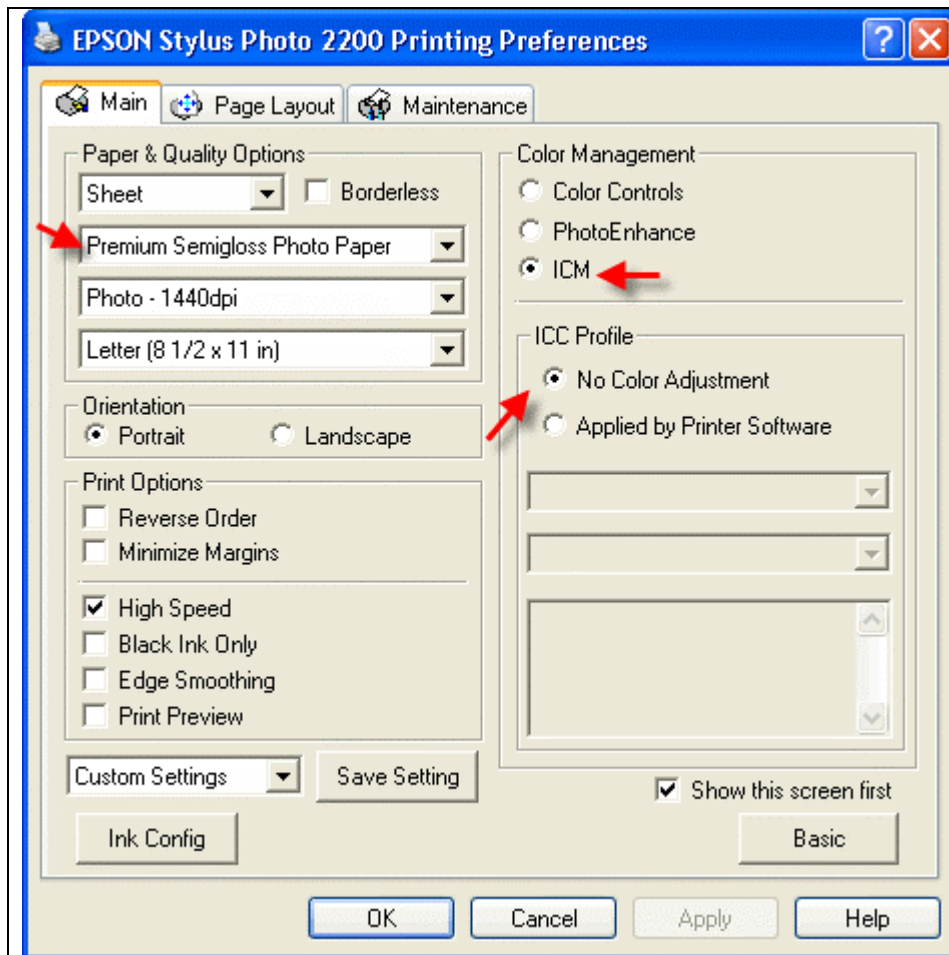 EPSON Stylus Photo 2200 Printing Preferences
Main
Page Layout
Maintenance
Paper & Quality Options
Sheet
Borderless
Premium Semigloss Photo Paper
Photo - 1440dpi
Letter (8 1/2 x 11 in)
Orientation
Portrait
Landscape
Print Options
Reverse Order
Minimize Margins
High Speed
Black Ink Only
Edge Smoothing
Print Preview
Custom Settings
Save Setting
Ink Config
Color Management
Color Controls
PhotoEnhance
ICM
ICC Profile
No Color Adjustment
Applied by Printer Software
Show this screen first
Basic
OK
Cancel
Apply
Help